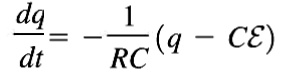 dq/dt = − 1/RC (q − Cℰ)